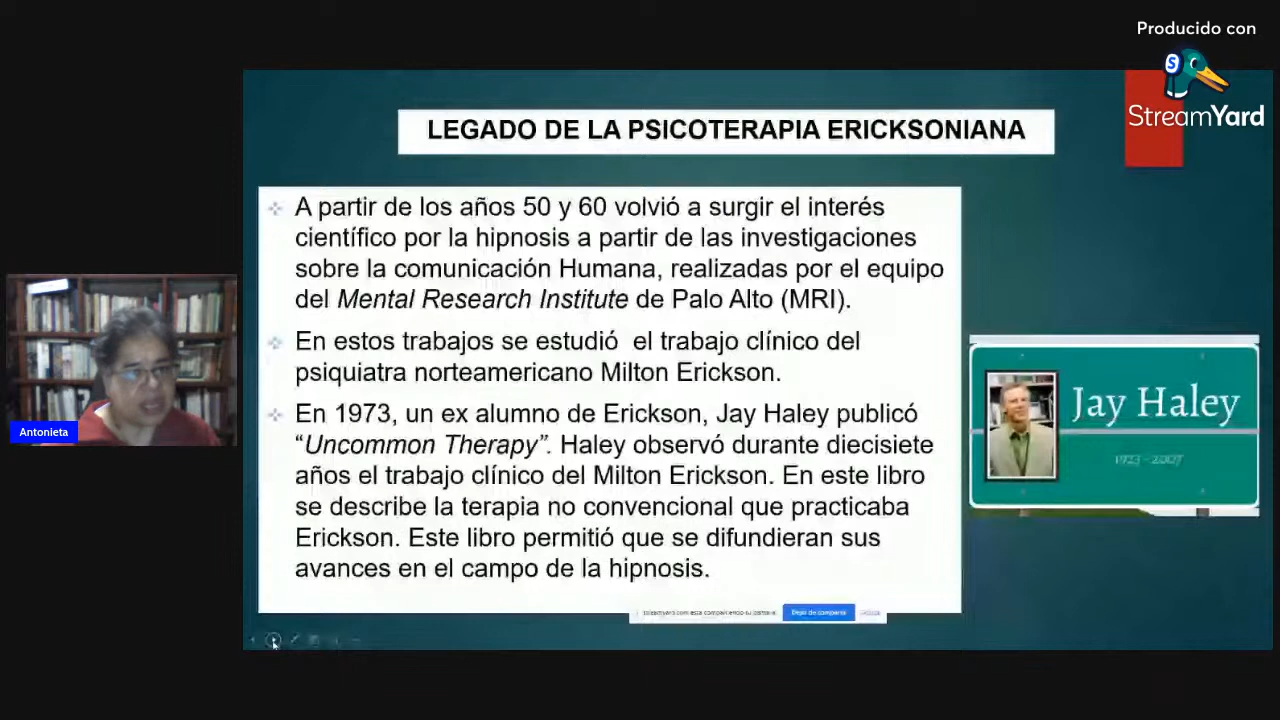 Producido con
StreamYard
LEGADO DE LA PSICOTERAPIA ERICKSONIANA
A partir de los años 50 y 60 volvió a surgir el interés
científico por la hipnosis a partir de las investigaciones
sobre la comunicación Humana, realizadas por el equipo
del Mental Research Institute de Palo Alto (MRI).
En estos trabajos se estudió el trabajo clínico del
psiquiatra norteamericano Milton Erickson.
En 1973, un ex alumno de Erickson, Jay Haley publicó
“Uncommon Therapy”. Haley observó durante diecisiete
años el trabajo clínico del Milton Erickson. En este libro
se describe la terapia no convencional que practicaba
Erickson. Este libro permitió que se difundieran sus
avances en el campo de la hipnosis.
Jay Haley
1923 - 2007
Antonieta
Dejar de compartir